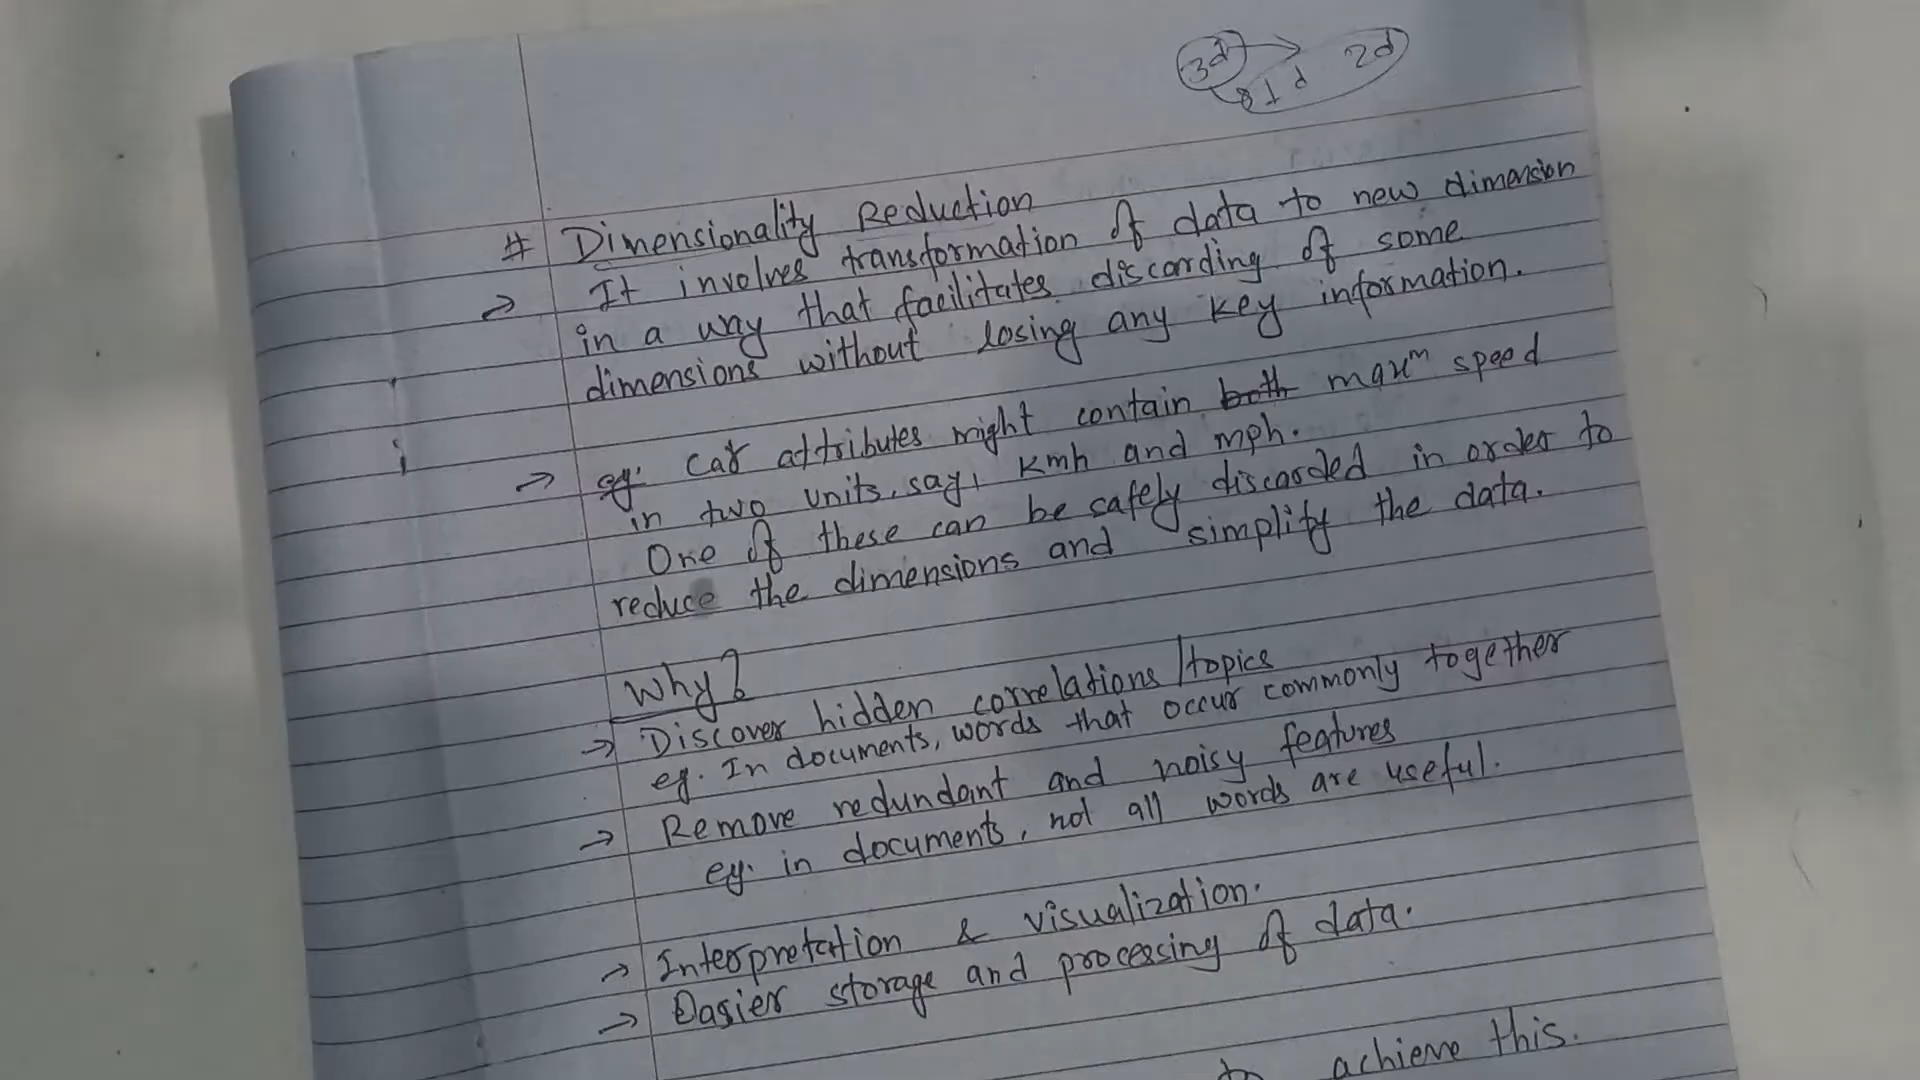 3d → 2d
81d
# Dimensionality Reduction
→ It involves transformation of data to new dimension
in a way that facilitates discarding of some
dimensions without losing any key information.
→ eg: car attributes might contain both maxᵐ speed
in two units, say, kmh and mph.
One of these can be safely discarded in order to
reduce the dimensions and simplify the data.
Why?
→ Discover hidden correlations/topics
eg. In documents, words that occur commonly together
→ Remove redundant and noisy features
eg. in documents, not all words are useful.
→ Interpretation & visualization.
→ Easier storage and processing of data.
to achieve this.